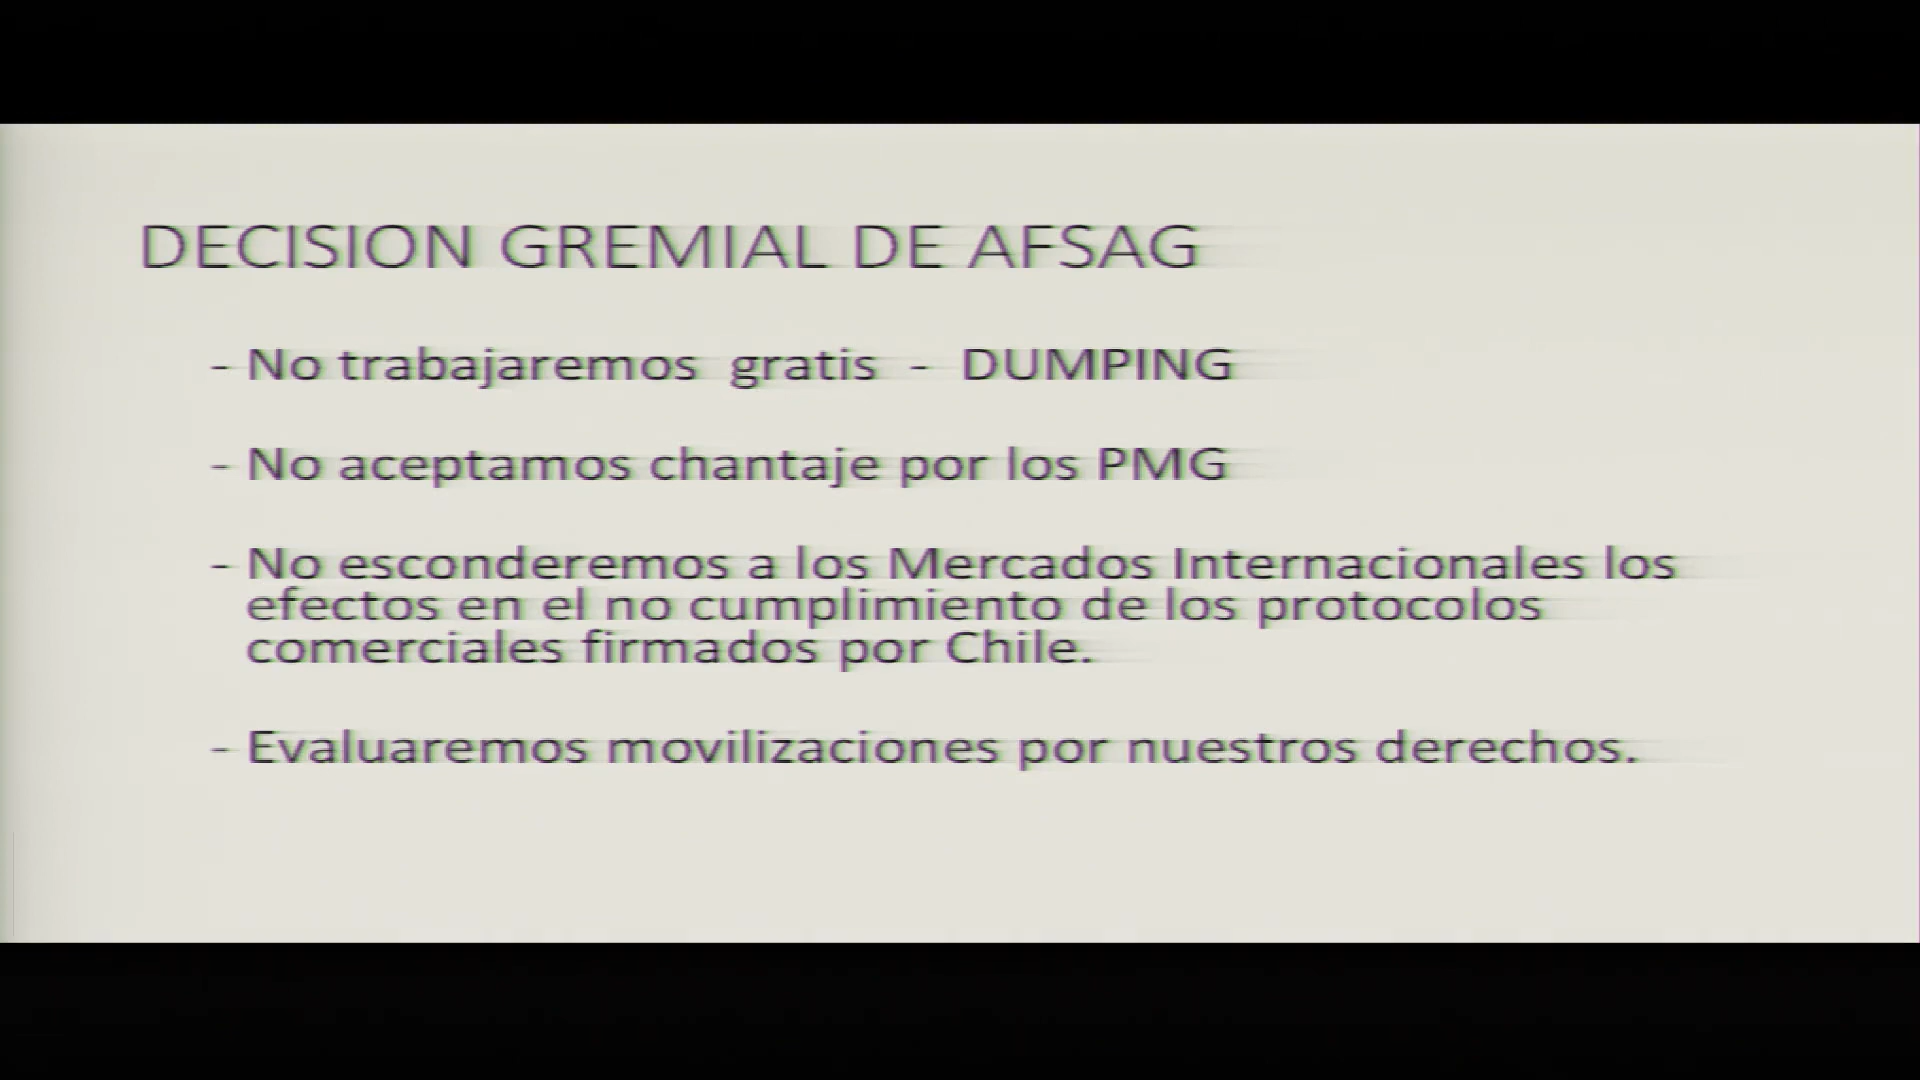 DECISION GREMIAL DE AFSAG
- No trabajaremos gratis - DUMPING
- No aceptamos chantaje por los PMG
- No esconderemos a los Mercados Internacionales los
efectos en el no cumplimiento de los protocolos
comerciales firmados por Chile.
- Evaluaremos movilizaciones por nuestros derechos.